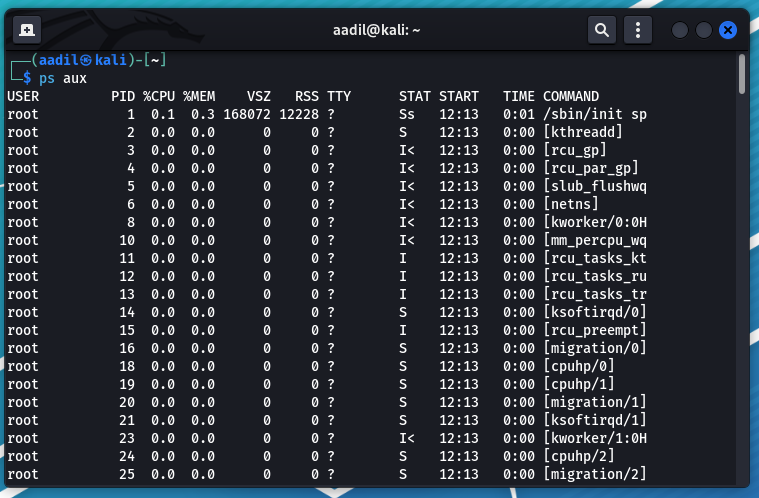 aadil@kali: ~
┌──(aadil㉿kali)-[~]
└─$ ps aux
USER         PID %CPU %MEM    VSZ   RSS TTY      STAT START   TIME COMMAND
root           1  0.1  0.3 168072 12228 ?        Ss   12:13   0:01 /sbin/init sp
root           2  0.0  0.0      0     0 ?        S    12:13   0:00 [kthreadd]
root           3  0.0  0.0      0     0 ?        I<   12:13   0:00 [rcu_gp]
root           4  0.0  0.0      0     0 ?        I<   12:13   0:00 [rcu_par_gp]
root           5  0.0  0.0      0     0 ?        I<   12:13   0:00 [slub_flushwq
root           6  0.0  0.0      0     0 ?        I<   12:13   0:00 [netns]
root           8  0.0  0.0      0     0 ?        I<   12:13   0:00 [kworker/0:0H
root          10  0.0  0.0      0     0 ?        I<   12:13   0:00 [mm_percpu_wq
root          11  0.0  0.0      0     0 ?        I    12:13   0:00 [rcu_tasks_kt
root          12  0.0  0.0      0     0 ?        I    12:13   0:00 [rcu_tasks_ru
root          13  0.0  0.0      0     0 ?        I    12:13   0:00 [rcu_tasks_tr
root          14  0.0  0.0      0     0 ?        S    12:13   0:00 [ksoftirqd/0]
root          15  0.0  0.0      0     0 ?        I    12:13   0:00 [rcu_preempt]
root          16  0.0  0.0      0     0 ?        S    12:13   0:00 [migration/0]
root          18  0.0  0.0      0     0 ?        S    12:13   0:00 [cpuhp/0]
root          19  0.0  0.0      0     0 ?        S    12:13   0:00 [cpuhp/1]
root          20  0.0  0.0      0     0 ?        S    12:13   0:00 [migration/1]
root          21  0.0  0.0      0     0 ?        S    12:13   0:00 [ksoftirqd/1]
root          23  0.0  0.0      0     0 ?        I<   12:13   0:00 [kworker/1:0H
root          24  0.0  0.0      0     0 ?        S    12:13   0:00 [cpuhp/2]
root          25  0.0  0.0      0     0 ?        S    12:13   0:00 [migration/2]